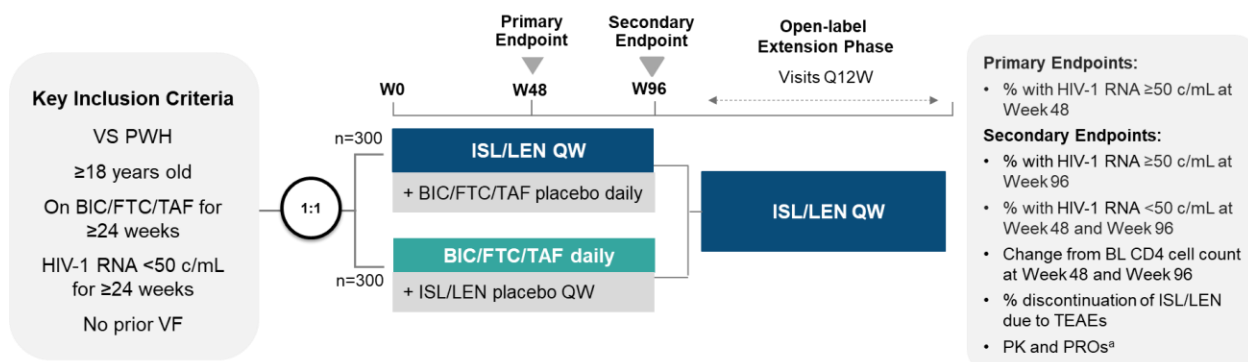 Key Inclusion Criteria
VS PWH
≥18 years old
On BIC/FTC/TAF for
≥24 weeks
HIV-1 RNA <50 c/mL
for ≥24 weeks
No prior VF
1:1
n=300
n=300
Primary
Endpoint
Secondary
Endpoint
Open-label
Extension Phase
Visits Q12W
W0
W48
W96
ISL/LEN QW
+ BIC/FTC/TAF placebo daily
BIC/FTC/TAF daily
+ ISL/LEN placebo QW
ISL/LEN QW
Primary Endpoints:
• % with HIV-1 RNA ≥50 c/mL at
Week 48
Secondary Endpoints:
• % with HIV-1 RNA ≥50 c/mL at
Week 96
• % with HIV-1 RNA <50 c/mL at
Week 48 and Week 96
• Change from BL CD4 cell count
at Week 48 and Week 96
• % discontinuation of ISL/LEN
due to TEAEs
• PK and PROsᵃ